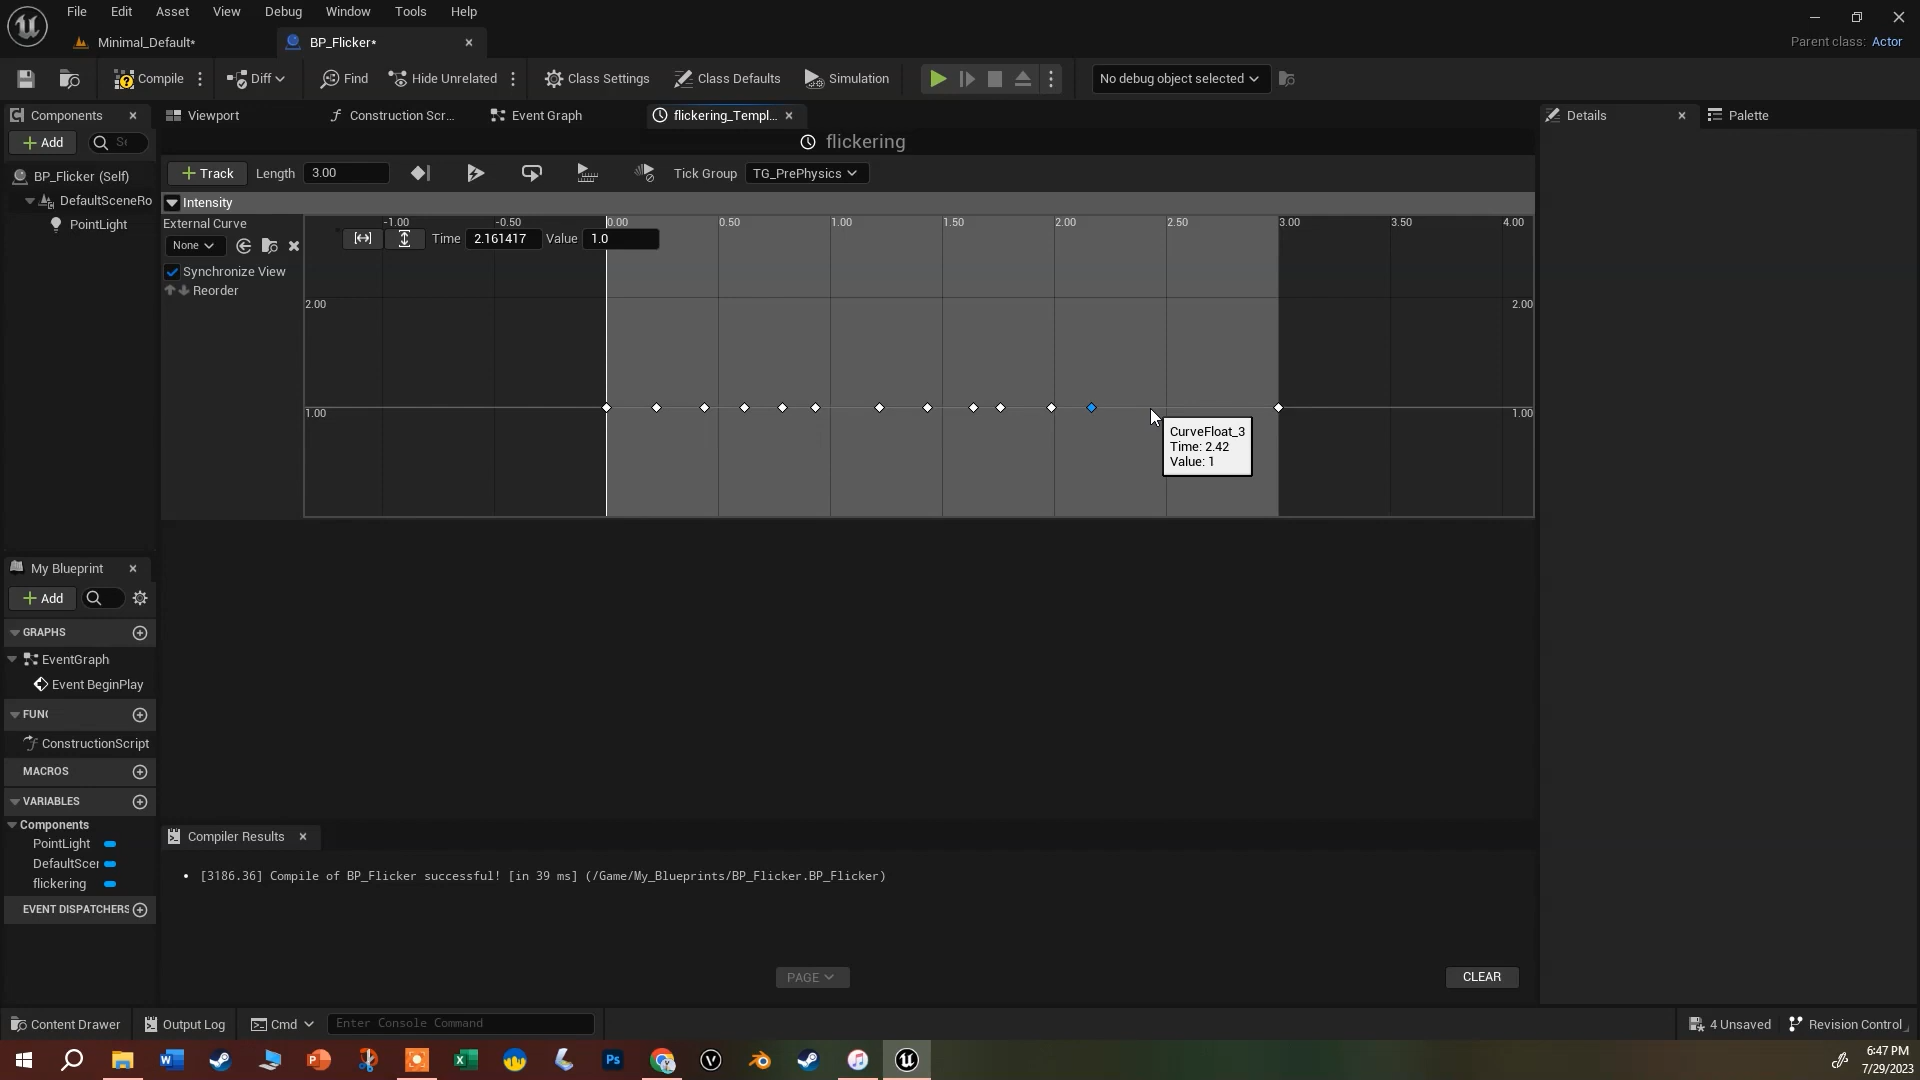 File Edit Asset View Debug Window Tools Help
Minimal_Default* BP_Flicker* Parent class: Actor
Compile Diff Find Hide Unrelated Class Settings Class Defaults Simulation No debug object selected
Components Viewport Construction Scr... Event Graph flickering_Templ... Details Palette
Add flickering
BP_Flicker (Self) Track Length 3.00 Tick Group TG_PrePhysics
DefaultSceneRo Intensity
PointLight External Curve -1.00 -0.50 0.00 0.50 1.00 1.50 2.00 2.50 3.00 3.50 4.00
None Time 2.161417 Value 1.0
Synchronize View
Reorder
2.00 2.00
1.00 1.00
CurveFloat_3
Time: 2.42
Value: 1
My Blueprint
Add
GRAPHS
EventGraph
Event BeginPlay
FUNC
ConstructionScript
MACROS
VARIABLES
Components
PointLight
DefaultScen
flickering
EVENT DISPATCHERS
Compiler Results
• [3186.36] Compile of BP_Flicker successful! [in 39 ms] (/Game/My_Blueprints/BP_Flicker.BP_Flicker)
PAGE CLEAR
Content Drawer Output Log Cmd Enter Console Command 4 Unsaved Revision Control
6:47 PM
7/29/2023